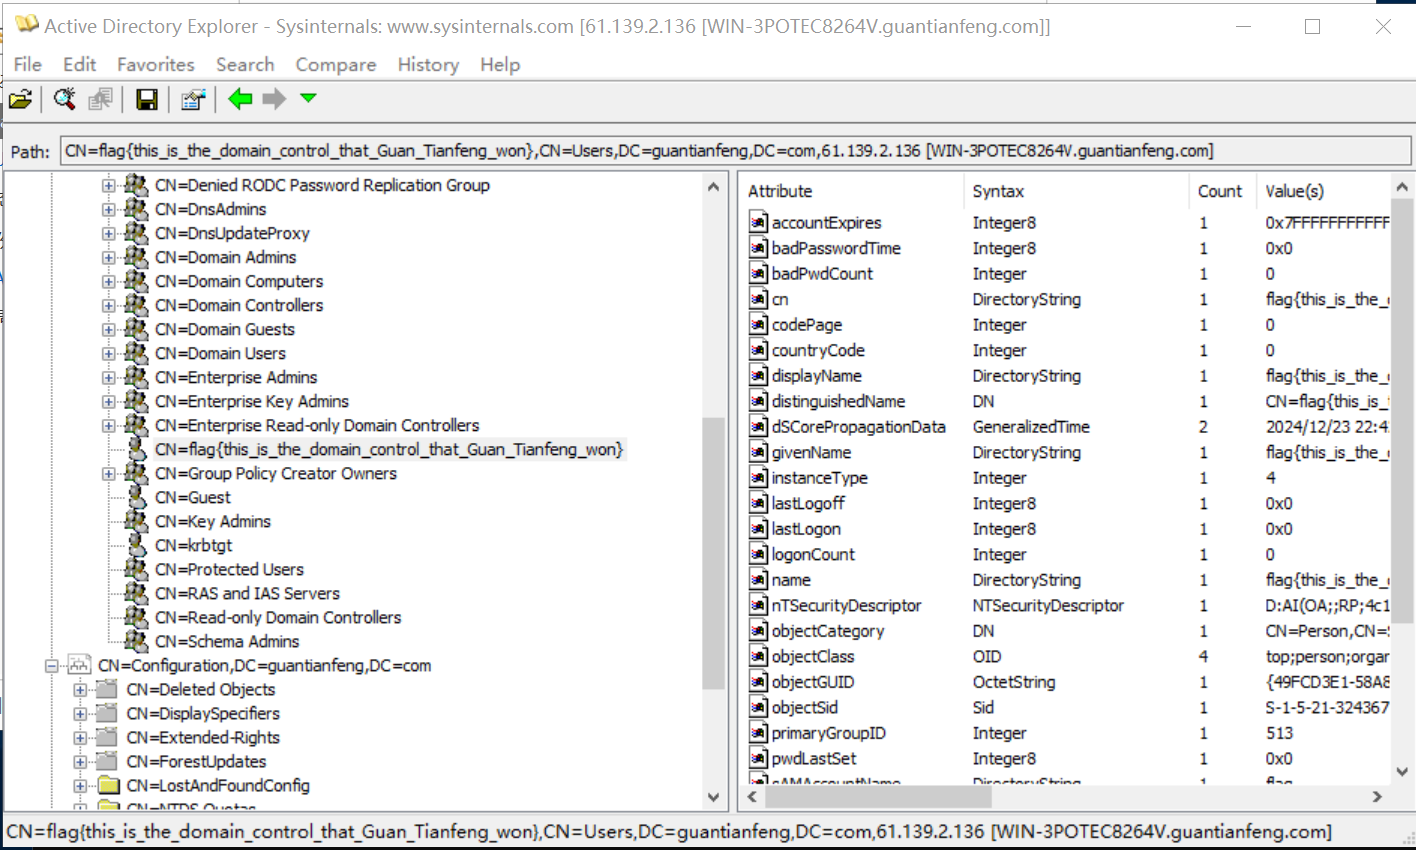 Active Directory Explorer - Sysinternals: www.sysinternals.com [61.139.2.136 [WIN-3POTEC8264V.guantianfeng.com]]
File Edit Favorites Search Compare History Help
Path: CN=flag{this_is_the_domain_control_that_Guan_Tianfeng_won},CN=Users,DC=guantianfeng,DC=com,61.139.2.136 [WIN-3POTEC8264V.guantianfeng.com]
CN=Denied RODC Password Replication Group
CN=DnsAdmins
CN=DnsUpdateProxy
CN=Domain Admins
CN=Domain Computers
CN=Domain Controllers
CN=Domain Guests
CN=Domain Users
CN=Enterprise Admins
CN=Enterprise Key Admins
CN=Enterprise Read-only Domain Controllers
CN=flag{this_is_the_domain_control_that_Guan_Tianfeng_won}
CN=Group Policy Creator Owners
CN=Guest
CN=Key Admins
CN=krbtgt
CN=Protected Users
CN=RAS and IAS Servers
CN=Read-only Domain Controllers
CN=Schema Admins
CN=Configuration,DC=guantianfeng,DC=com
CN=Deleted Objects
CN=DisplaySpecifiers
CN=Extended-Rights
CN=ForestUpdates
CN=LostAndFoundConfig
CN=NTDS Quotas
Attribute Syntax Count Value(s)
accountExpires Integer8 1 0x7FFFFFFFFFFF
badPasswordTime Integer8 1 0x0
badPwdCount Integer 1 0
cn DirectoryString 1 flag{this_is_the_
codePage Integer 1 0
countryCode Integer 1 0
displayName DirectoryString 1 flag{this_is_the_
distinguishedName DN 1 CN=flag{this_is_
dSCorePropagationData GeneralizedTime 2 2024/12/23 22:4
givenName DirectoryString 1 flag{this_is_the_
instanceType Integer 1 4
lastLogoff Integer8 1 0x0
lastLogon Integer8 1 0x0
logonCount Integer 1 0
name DirectoryString 1 flag{this_is_the_
nTSecurityDescriptor NTSecurityDescriptor 1 D:AI(OA;;RP;4c1
objectCategory DN 1 CN=Person,CN=
objectClass OID 4 top;person;organ
objectGUID OctetString 1 {49FCD3E1-58A8
objectSid Sid 1 S-1-5-21-324367
primaryGroupID Integer 1 513
pwdLastSet Integer8 1 0x0
sAMAccountName DirectoryString 1 flag
CN=flag{this_is_the_domain_control_that_Guan_Tianfeng_won},CN=Users,DC=guantianfeng,DC=com,61.139.2.136 [WIN-3POTEC8264V.guantianfeng.com]